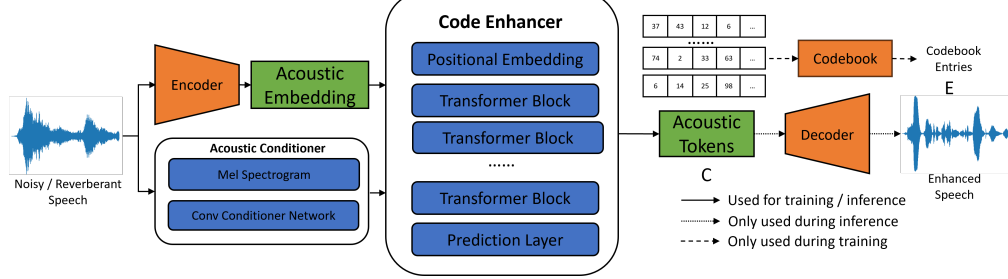 Noisy / Reverberant
Speech
Encoder
Acoustic
Embedding
Acoustic Conditioner
Mel Spectrogram
Conv Conditioner Network
Code Enhancer
Positional Embedding
Transformer Block
Transformer Block
......
Transformer Block
Prediction Layer
37 43 12 6 ...
......
74 2 33 63 ...
6 14 25 98 ...
Codebook
Codebook
Entries
E
Acoustic
Tokens
C
Decoder
Enhanced
Speech
Used for training / inference
Only used during inference
Only used during training